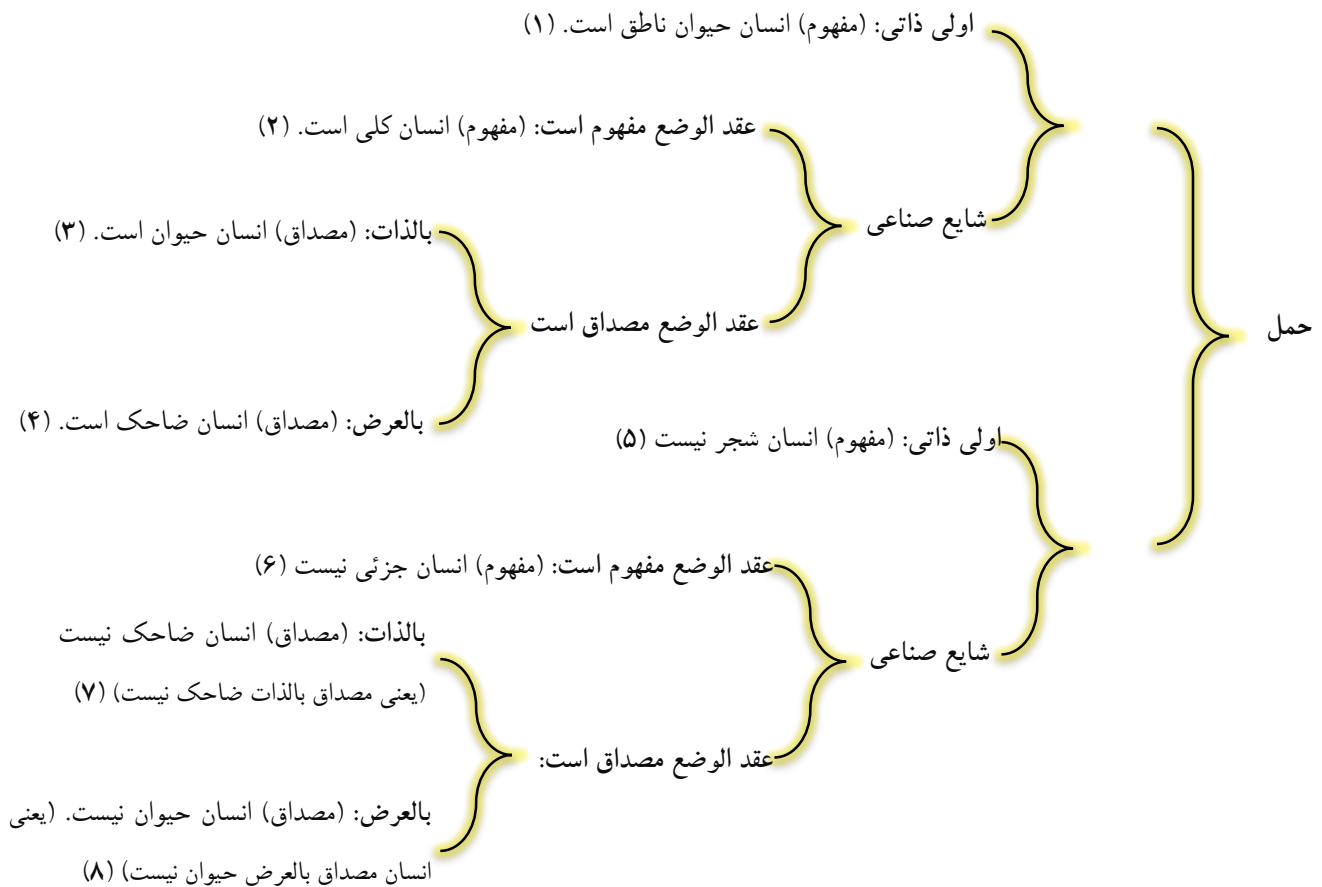 اولی ذاتی: (مفهوم) انسان حیوان ناطق است. (۱)
عقد الوضع مفهوم است: (مفهوم) انسان کلی است. (۲)
شایع صناعی
بالذات: (مصداق) انسان حیوان است. (۳)
عقد الوضع مصداق است
حمل
بالعرض: (مصداق) انسان ضاحک است. (۴)
اولی ذاتی: (مفهوم) انسان شجر نیست (۵)
عقد الوضع مفهوم است: (مفهوم) انسان جزئی نیست (۶)
بالذات: (مصداق) انسان ضاحک نیست
(یعنی مصداق بالذات ضاحک نیست) (۷)
شایع صناعی
عقد الوضع مصداق است:
بالعرض: (مصداق) انسان حیوان نیست. (یعنی
انسان مصداق بالعرض حیوان نیست) (۸)